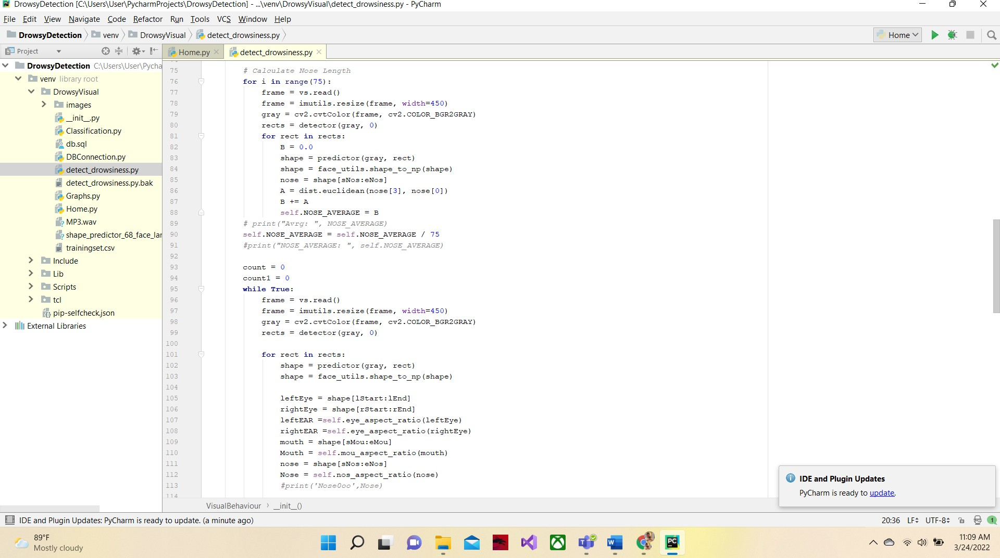 DrowsyDetection [C:\Users\User\PycharmProjects\DrowsyDetection] - ...\venv\DrowsyVisual\detect_drowsiness.py - PyCharm
File Edit View Navigate Code Refactor Run Tools VCS Window Help
DrowsyDetection venv DrowsyVisual detect_drowsiness.py Home
Project Home.py detect_drowsiness.py
DrowsyDetection C:\Users\User\Pycha
venv library root
DrowsyVisual
images
__init__.py
Classification.py
db.sql
DBConnection.py
detect_drowsiness.py
detect_drowsiness.py.bak
Graphs.py
Home.py
MP3.wav
shape_predictor_68_face_lar
trainingset.csv
Include
Lib
Scripts
tcl
pip-selfcheck.json
External Libraries
75 # Calculate Nose Length
76 for i in range(75):
77 frame = vs.read()
78 frame = imutils.resize(frame, width=450)
79 gray = cv2.cvtColor(frame, cv2.COLOR_BGR2GRAY)
80 rects = detector(gray, 0)
81 for rect in rects:
82 B = 0.0
83 shape = predictor(gray, rect)
84 shape = face_utils.shape_to_np(shape)
85 nose = shape[sNos:eNos]
86 A = dist.euclidean(nose[3], nose[0])
87 B += A
88 self.NOSE_AVERAGE = B
89 # print("Avrg: ", NOSE_AVERAGE)
90 self.NOSE_AVERAGE = self.NOSE_AVERAGE / 75
91 #print("NOSE_AVERAGE: ", self.NOSE_AVERAGE)
92
93 count = 0
94 count1 = 0
95 while True:
96 frame = vs.read()
97 frame = imutils.resize(frame, width=450)
98 gray = cv2.cvtColor(frame, cv2.COLOR_BGR2GRAY)
99 rects = detector(gray, 0)
100
101 for rect in rects:
102 shape = predictor(gray, rect)
103 shape = face_utils.shape_to_np(shape)
104
105 leftEye = shape[lStart:lEnd]
106 rightEye = shape[rStart:rEnd]
107 leftEAR =self.eye_aspect_ratio(leftEye)
108 rightEAR =self.eye_aspect_ratio(rightEye)
109 mouth = shape[sMou:eMou]
110 Mouth = self.mou_aspect_ratio(mouth)
111 nose = shape[sNos:eNos]
112 Nose = self.nos_aspect_ratio(nose)
113 #print('Nose0oo',Nose)
114
VisualBehaviour __init__()
IDE and Plugin Updates
PyCharm is ready to update.
IDE and Plugin Updates: PyCharm is ready to update. (a minute ago) 20:36 LF UTF-8 1
89°F
Mostly cloudy
11:09 AM
3/24/2022